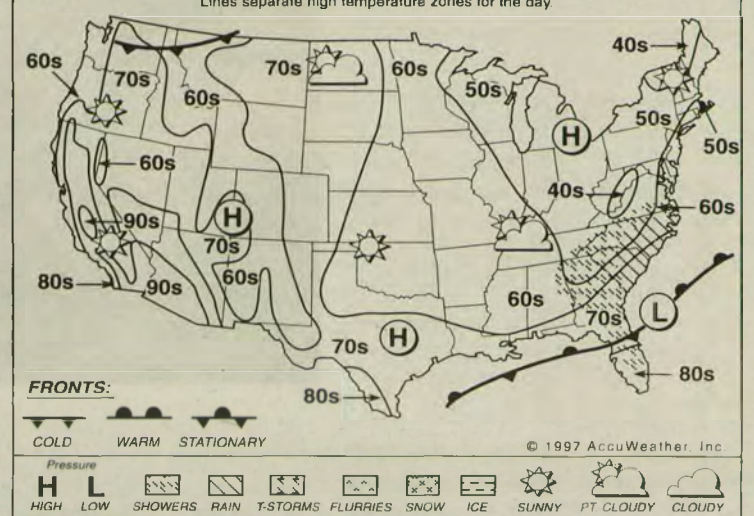 Lines separate high temperature zones for the day.
40s
60s
70s
70s
60s
60s
50s
50s
50s
H
60s
40s
60s
90s
H
70s
60s
80s
90s
60s
70s
L
70s
H
80s
80s
FRONTS:
COLD WARM STATIONARY
© 1997 AccuWeather, Inc.
Pressure
H L
HIGH LOW SHOWERS RAIN T-STORMS FLURRIES SNOW ICE SUNNY PT. CLOUDY CLOUDY